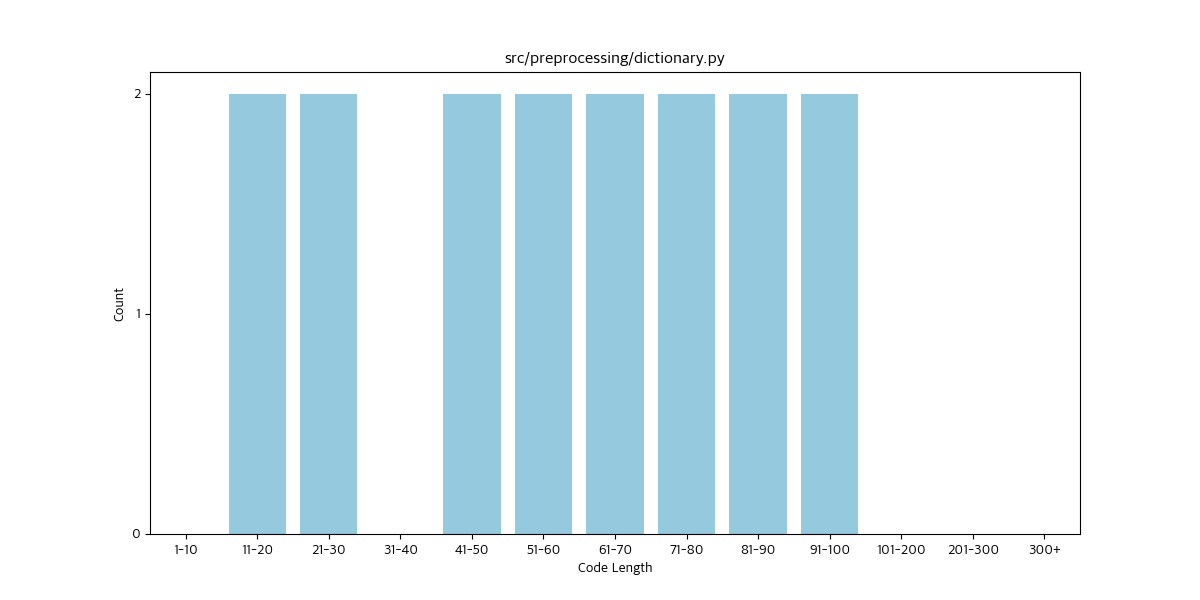 src/preprocessing/dictionary.py
Count
2
1
0
1-10 11-20 21-30 31-40 41-50 51-60 61-70 71-80 81-90 91-100 101-200 201-300 300+
Code Length